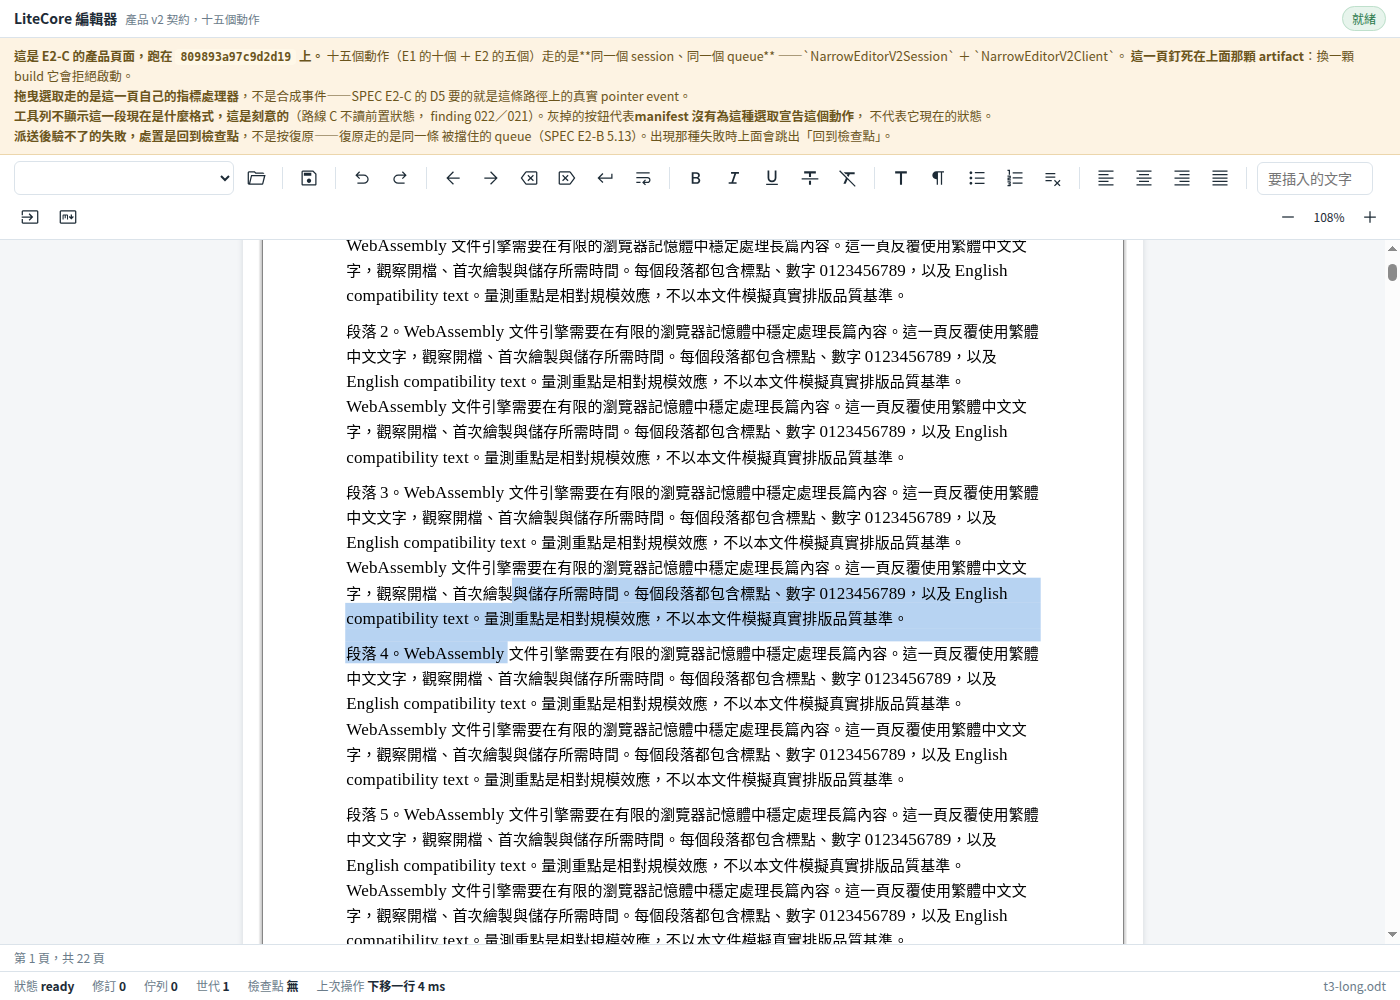 LiteCore 編輯器 產品 v2 契約，十五個動作 就緒
這是 E2-C 的產品頁面，跑在 809893a97c9d2d19 上。 十五個動作（E1 的十個 ＋ E2 的五個）走的是**同一個 session、同一個 queue** ——`NarrowEditorV2Session` ＋ `NarrowEditorV2Client`。 這一頁釘死在上面那顆 artifact：換一顆
build 它會拒絕啟動。
拖曳選取走的是這一頁自己的指標處理器，不是合成事件——SPEC E2-C 的 D5 要的就是這條路徑上的真實 pointer event。
工具列不顯示這一段現在是什麼格式，這是刻意的（路線 C 不讀前置狀態， finding 022／021）。灰掉的按鈕代表manifest 沒有為這種選取宣告這個動作， 不代表它現在的狀態。
派送後驗不了的失敗，處置是回到檢查點，不是按復原——復原走的是同一條 被擋住的 queue（SPEC E2-B 5.13）。出現那種失敗時上面會跳出「回到檢查點」。
要插入的文字
108%
WebAssembly 文件引擎需要在有限的瀏覽器記憶體中穩定處理長篇內容。這一頁反覆使用繁體中文文
字，觀察開檔、首次繪製與儲存所需時間。每個段落都包含標點、數字 0123456789，以及 English
compatibility text。量測重點是相對規模效應，不以本文件模擬真實排版品質基準。
段落 2。WebAssembly 文件引擎需要在有限的瀏覽器記憶體中穩定處理長篇內容。這一頁反覆使用繁體
中文文字，觀察開檔、首次繪製與儲存所需時間。每個段落都包含標點、數字 0123456789，以及
English compatibility text。量測重點是相對規模效應，不以本文件模擬真實排版品質基準。
WebAssembly 文件引擎需要在有限的瀏覽器記憶體中穩定處理長篇內容。這一頁反覆使用繁體中文文
字，觀察開檔、首次繪製與儲存所需時間。每個段落都包含標點、數字 0123456789，以及 English
compatibility text。量測重點是相對規模效應，不以本文件模擬真實排版品質基準。
段落 3。WebAssembly 文件引擎需要在有限的瀏覽器記憶體中穩定處理長篇內容。這一頁反覆使用繁體
中文文字，觀察開檔、首次繪製與儲存所需時間。每個段落都包含標點、數字 0123456789，以及
English compatibility text。量測重點是相對規模效應，不以本文件模擬真實排版品質基準。
WebAssembly 文件引擎需要在有限的瀏覽器記憶體中穩定處理長篇內容。這一頁反覆使用繁體中文文
字，觀察開檔、首次繪製與儲存所需時間。每個段落都包含標點、數字 0123456789，以及 English
compatibility text。量測重點是相對規模效應，不以本文件模擬真實排版品質基準。
段落 4。WebAssembly 文件引擎需要在有限的瀏覽器記憶體中穩定處理長篇內容。這一頁反覆使用繁體
中文文字，觀察開檔、首次繪製與儲存所需時間。每個段落都包含標點、數字 0123456789，以及
English compatibility text。量測重點是相對規模效應，不以本文件模擬真實排版品質基準。
WebAssembly 文件引擎需要在有限的瀏覽器記憶體中穩定處理長篇內容。這一頁反覆使用繁體中文文
字，觀察開檔、首次繪製與儲存所需時間。每個段落都包含標點、數字 0123456789，以及 English
compatibility text。量測重點是相對規模效應，不以本文件模擬真實排版品質基準。
段落 5。WebAssembly 文件引擎需要在有限的瀏覽器記憶體中穩定處理長篇內容。這一頁反覆使用繁體
中文文字，觀察開檔、首次繪製與儲存所需時間。每個段落都包含標點、數字 0123456789，以及
English compatibility text。量測重點是相對規模效應，不以本文件模擬真實排版品質基準。
WebAssembly 文件引擎需要在有限的瀏覽器記憶體中穩定處理長篇內容。這一頁反覆使用繁體中文文
字，觀察開檔、首次繪製與儲存所需時間。每個段落都包含標點、數字 0123456789，以及 English
compatibility text。量測重點是相對規模效應，不以本文件模擬真實排版品質基準。
第 1 頁，共 22 頁
狀態 ready 修訂 0 佇列 0 世代 1 檢查點 無 上次操作 下移一行 4 ms t3-long.odt